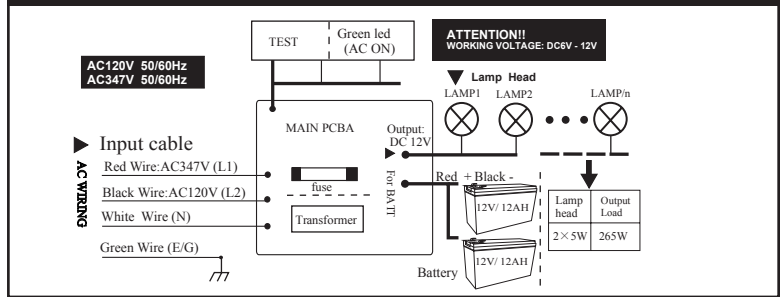 TEST
Green led
(AC ON)
ATTENTION!!
WORKING VOLTAGE: DC6V - 12V
AC120V 50/60Hz
AC347V 50/60Hz
Lamp Head
LAMP1
LAMP2
LAMP/n
MAIN PCBA
Output:
DC 12V
Input cable
AC WIRING
Red Wire:AC347V (L1)
Black Wire:AC120V (L2)
White Wire (N)
Green Wire (E/G)
fuse
Transformer
For BATT
Red + Black -
12V/ 12AH
12V/ 12AH
Battery
Lamp head
Output Load
2×5W
265W